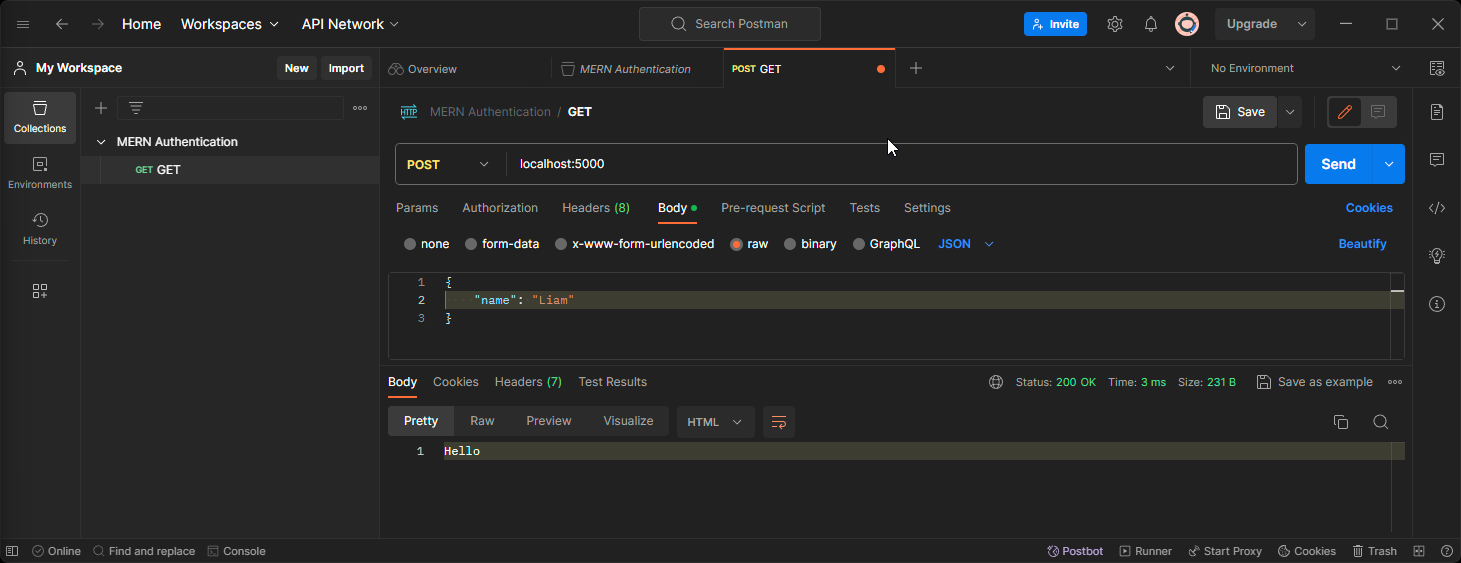 Home Workspaces API Network Search Postman Invite Upgrade
My Workspace New Import Overview MERN Authentication POST GET No Environment
Collections
Environments
History
MERN Authentication
GET GET
HTTP MERN Authentication / GET Save
POST localhost:5000 Send
Params Authorization Headers (8) Body Pre-request Script Tests Settings Cookies
none form-data x-www-form-urlencoded raw binary GraphQL JSON Beautify
1 {
2 "name": "Liam"
3 }
Body Cookies Headers (7) Test Results Status: 200 OK Time: 3 ms Size: 231 B Save as example
Pretty Raw Preview Visualize HTML
1 Hello
Online Find and replace Console Postbot Runner Start Proxy Cookies Trash